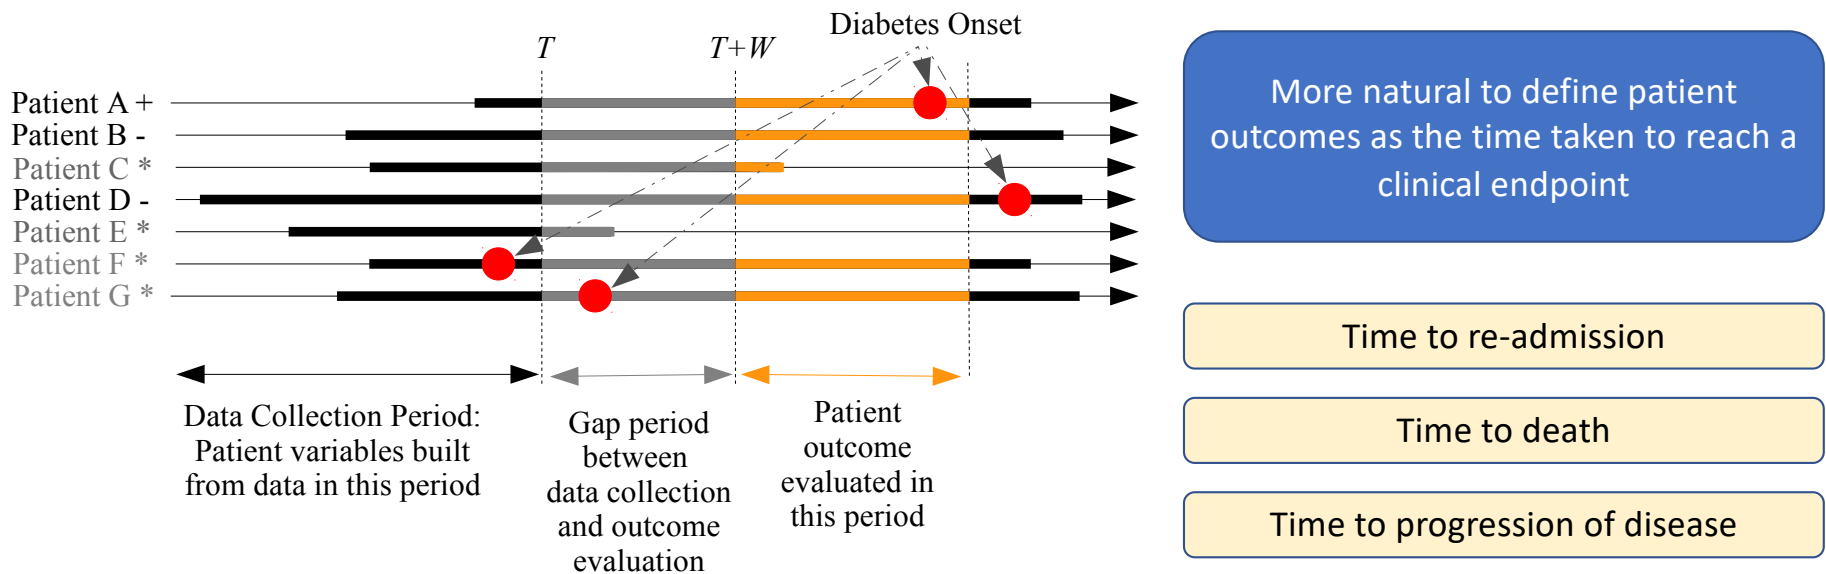 Diabetes Onset
T
T+W
Patient A +
Patient B -
Patient C *
Patient D -
Patient E *
Patient F *
Patient G *
Data Collection Period:
Patient variables built
from data in this period
Gap period
between
data collection
and outcome
evaluation
Patient
outcome
evaluated in
this period
More natural to define patient
outcomes as the time taken to reach a
clinical endpoint
Time to re-admission
Time to death
Time to progression of disease